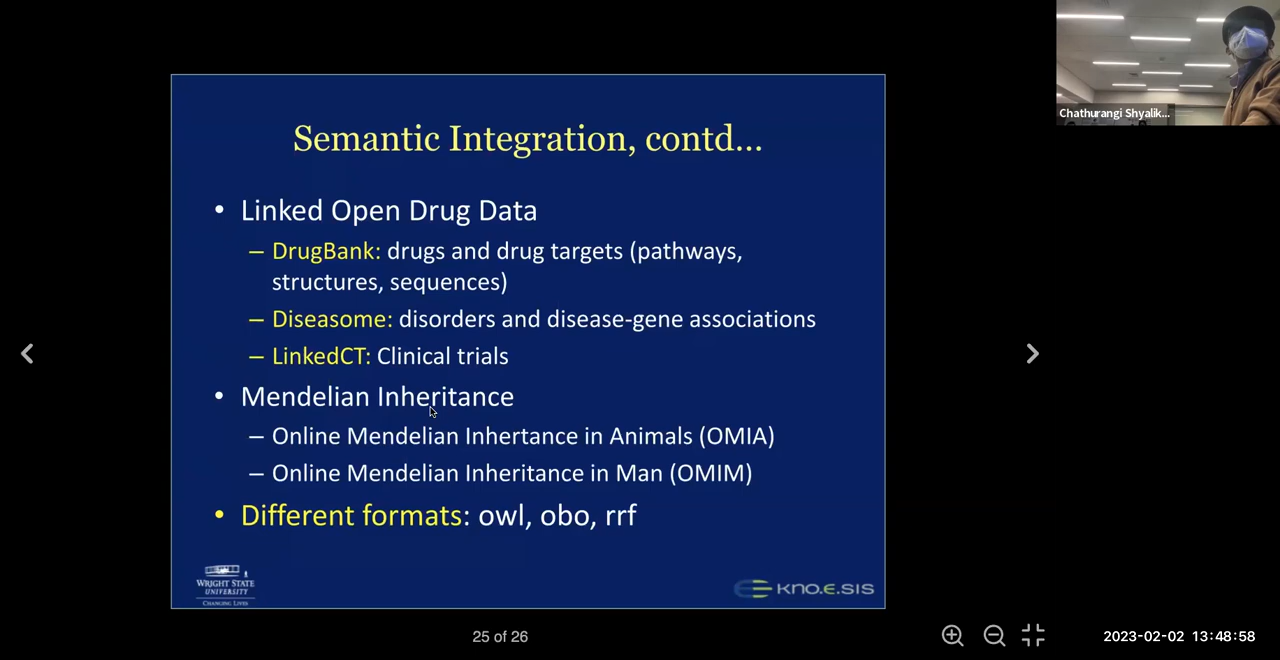 Chathurangi Shyalik...
Semantic Integration, contd...
• Linked Open Drug Data
– DrugBank: drugs and drug targets (pathways,
structures, sequences)
– Diseasome: disorders and disease-gene associations
– LinkedCT: Clinical trials
• Mendelian Inheritance
– Online Mendelian Inhertance in Animals (OMIA)
– Online Mendelian Inheritance in Man (OMIM)
• Different formats: owl, obo, rrf
WRIGHT STATE
UNIVERSITY
CHANGING LIVES
kno.e.sis
25 of 26
2023-02-02 13:48:58